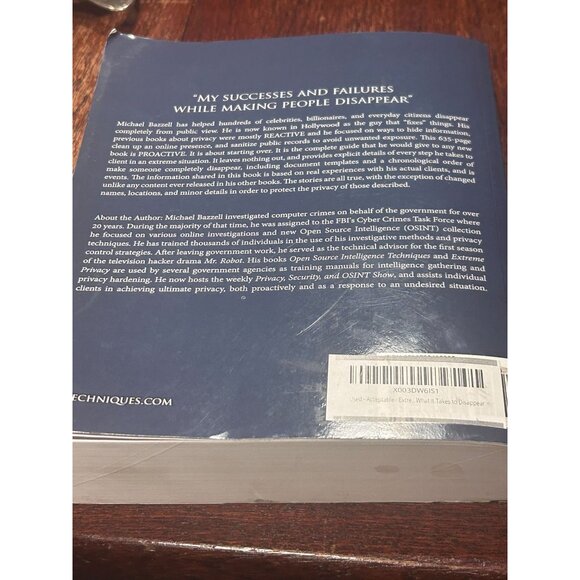 "MY SUCCESSES AND FAILURES
WHILE MAKING PEOPLE DISAPPEAR"
Michael Bazzell has helped hundreds of celebrities, billionaires, and everyday citizens disappear
completely from public view. He is now known in Hollywood as the guy that "fixes" things. His
previous books about privacy were mostly REACTIVE and he focused on ways to hide information,
clean up an online presence, and sanitize public records to avoid unwanted exposure. This 635-page
book is PROACTIVE. It is about starting over. It is the complete guide that he would give to any new
client in an extreme situation. It leaves nothing out, and provides explicit details of every step he takes to
make someone completely disappear, including document templates and a chronological order of
events. The information shared in this book is based on real experiences with his actual clients, and is
unlike any content ever released in his other books. The stories are all true, with the exception of changed
names, locations, and minor details in order to protect the privacy of those described.
About the Author: Michael Bazzell investigated computer crimes on behalf of the government for over
20 years. During the majority of that time, he was assigned to the FBI's Cyber Crimes Task Force where
he focused on various online investigations and new Open Source Intelligence (OSINT) collection
techniques. He has trained thousands of individuals in the use of his investigative methods and privacy
control strategies. After leaving government work, he served as the technical advisor for the first season
of the television hacker drama Mr. Robot. His books Open Source Intelligence Techniques and Extreme
Privacy are used by several government agencies as training manuals for intelligence gathering and
privacy hardening. He now hosts the weekly Privacy, Security, and OSINT Show, and assists individual
clients in achieving ultimate privacy, both proactively and as a response to an undesired situation.
X003DW6IS1
Used - Acceptable - Extre...What It Takes to Disappear
ECHNIQUES.COM